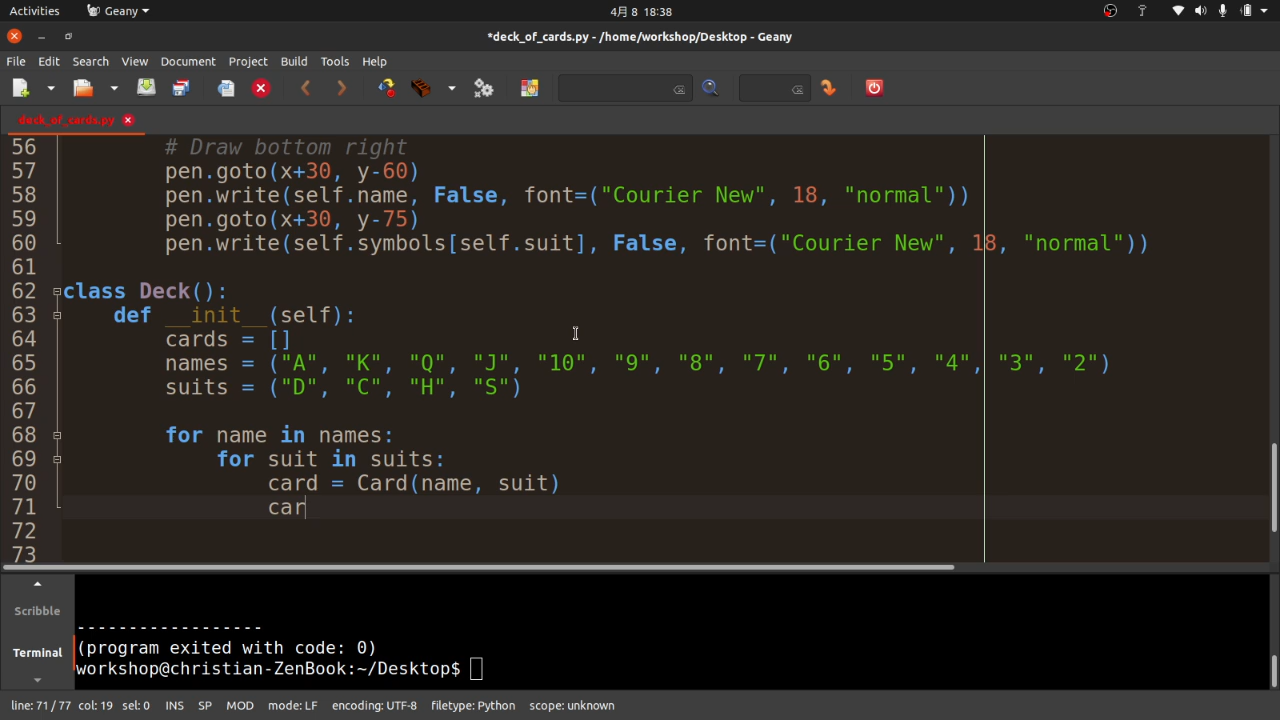 Activities Geany 4月 8 18:38
*deck_of_cards.py - /home/workshop/Desktop - Geany
File Edit Search View Document Project Build Tools Help
deck_of_cards.py
56 # Draw bottom right
57 pen.goto(x+30, y-60)
58 pen.write(self.name, False, font=("Courier New", 18, "normal"))
59 pen.goto(x+30, y-75)
60 pen.write(self.symbols[self.suit], False, font=("Courier New", 18, "normal"))
61
62 class Deck():
63 def __init__(self):
64 cards = []
65 names = ("A", "K", "Q", "J", "10", "9", "8", "7", "6", "5", "4", "3", "2")
66 suits = ("D", "C", "H", "S")
67
68 for name in names:
69 for suit in suits:
70 card = Card(name, suit)
71 car
72
73
Scribble
Terminal
------------------
(program exited with code: 0)
workshop@christian-ZenBook:~/Desktop$
line: 71 / 77 col: 19 sel: 0 INS SP MOD mode: LF encoding: UTF-8 filetype: Python scope: unknown